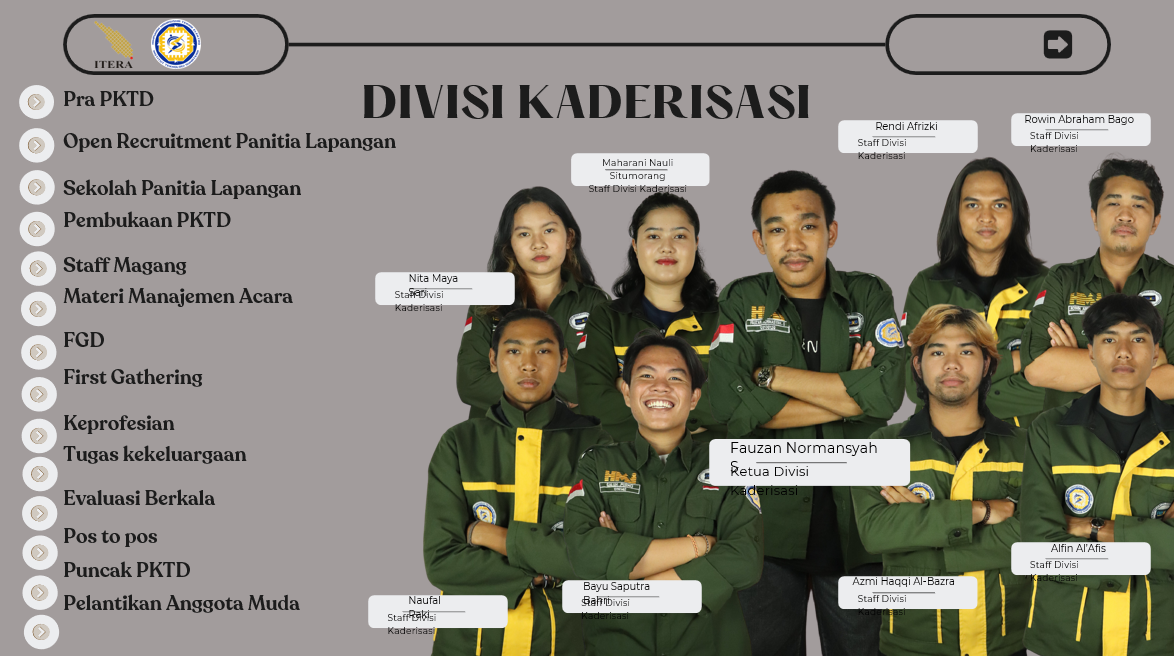 ITERA
DIVISI KADERISASI
Pra PKTD
Open Recruitment Panitia Lapangan
Sekolah Panitia Lapangan
Pembukaan PKTD
Staff Magang
Materi Manajemen Acara
FGD
First Gathering
Keprofesian
Tugas kekeluargaan
Evaluasi Berkala
Pos to pos
Puncak PKTD
Pelantikan Anggota Muda
Rowin Abraham Bago
Staff Divisi
Kaderisasi
Rendi Afrizki
Staff Divisi
Kaderisasi
Maharani Nauli
Situmorang
Staff Divisi Kaderisasi
Nita Maya
Sari
Staff Divisi
Kaderisasi
Fauzan Normansyah
S
Ketua Divisi
Kaderisasi
Alfin Al'Afis
Staff Divisi
Kaderisasi
Azmi Haqqi Al-Bazra
Staff Divisi
Kaderisasi
Bayu Saputra
Staff Divisi
Kaderisasi
Naufal
Staff Divisi
Kaderisasi